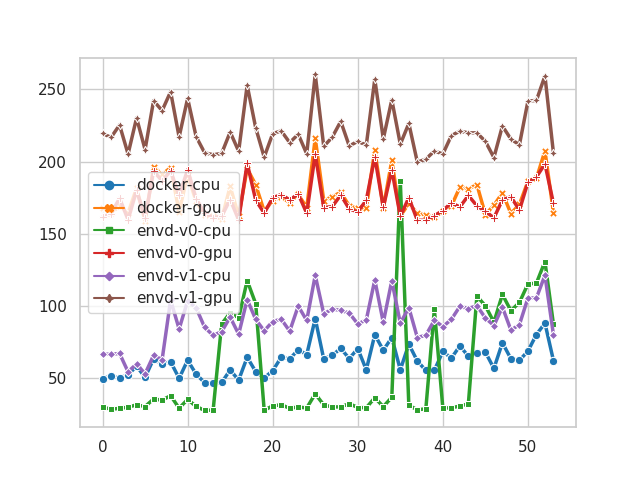 250
200
150
100
50
docker-cpu
docker-gpu
envd-v0-cpu
envd-v0-gpu
envd-v1-cpu
envd-v1-gpu
0 10 20 30 40 50